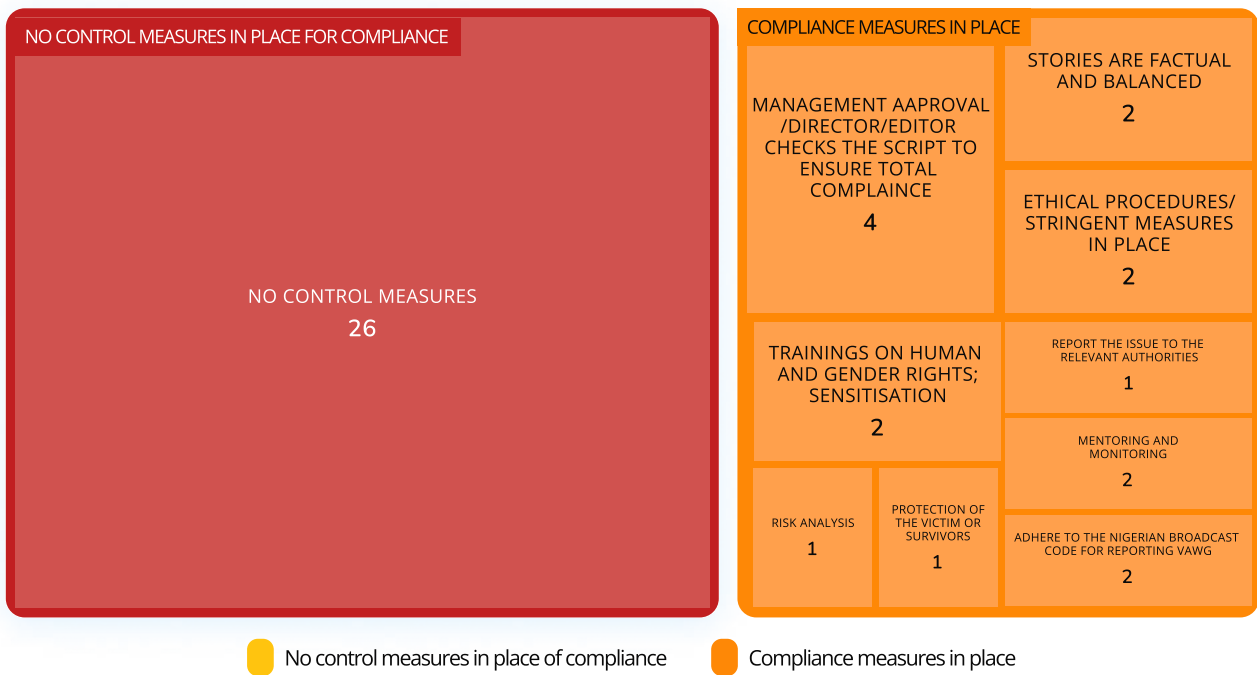 NO CONTROL MEASURES IN PLACE FOR COMPLIANCE
NO CONTROL MEASURES
26
COMPLIANCE MEASURES IN PLACE
MANAGEMENT AAPROVAL
/DIRECTOR/EDITOR
CHECKS THE SCRIPT TO
ENSURE TOTAL
COMPLAINCE
4
STORIES ARE FACTUAL
AND BALANCED
2
ETHICAL PROCEDURES/
STRINGENT MEASURES
IN PLACE
2
TRAININGS ON HUMAN
AND GENDER RIGHTS;
SENSITISATION
2
REPORT THE ISSUE TO THE
RELEVANT AUTHORITIES
1
MENTORING AND
MONITORING
2
RISK ANALYSIS
1
PROTECTION OF
THE VICTIM OR
SURVIVORS
1
ADHERE TO THE NIGERIAN BROADCAST
CODE FOR REPORTING VAWG
2
No control measures in place of compliance
Compliance measures in place